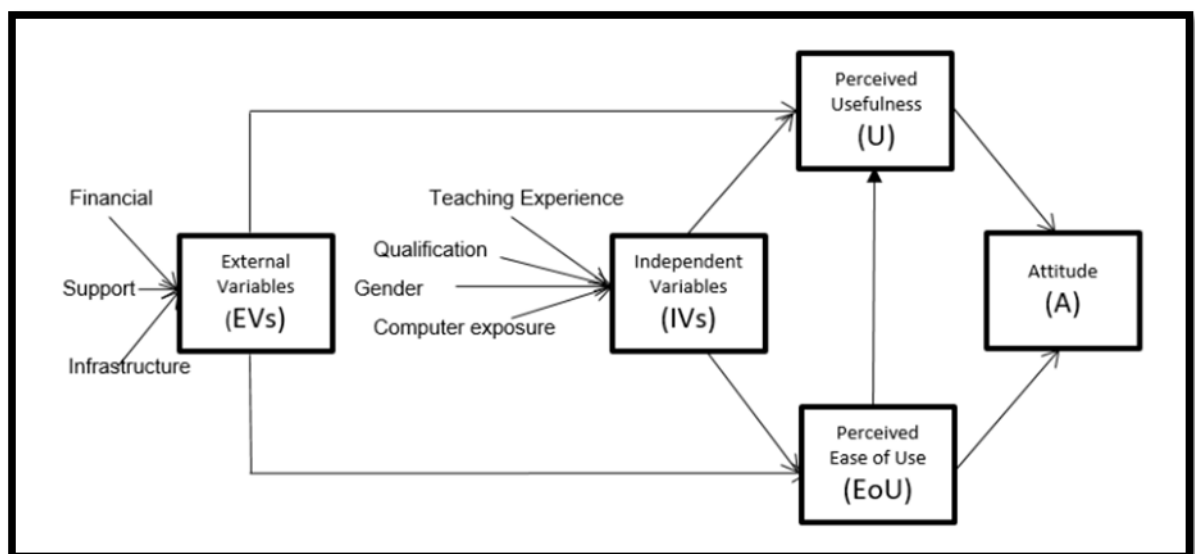 Perceived
Usefulness
(U)
Financial
Teaching Experience
Qualification
External
Variables
(EVs)
Independent
Variables
(IVs)
Attitude
(A)
Support
Gender
Computer exposure
Infrastructure
Perceived
Ease of Use
(EoU)